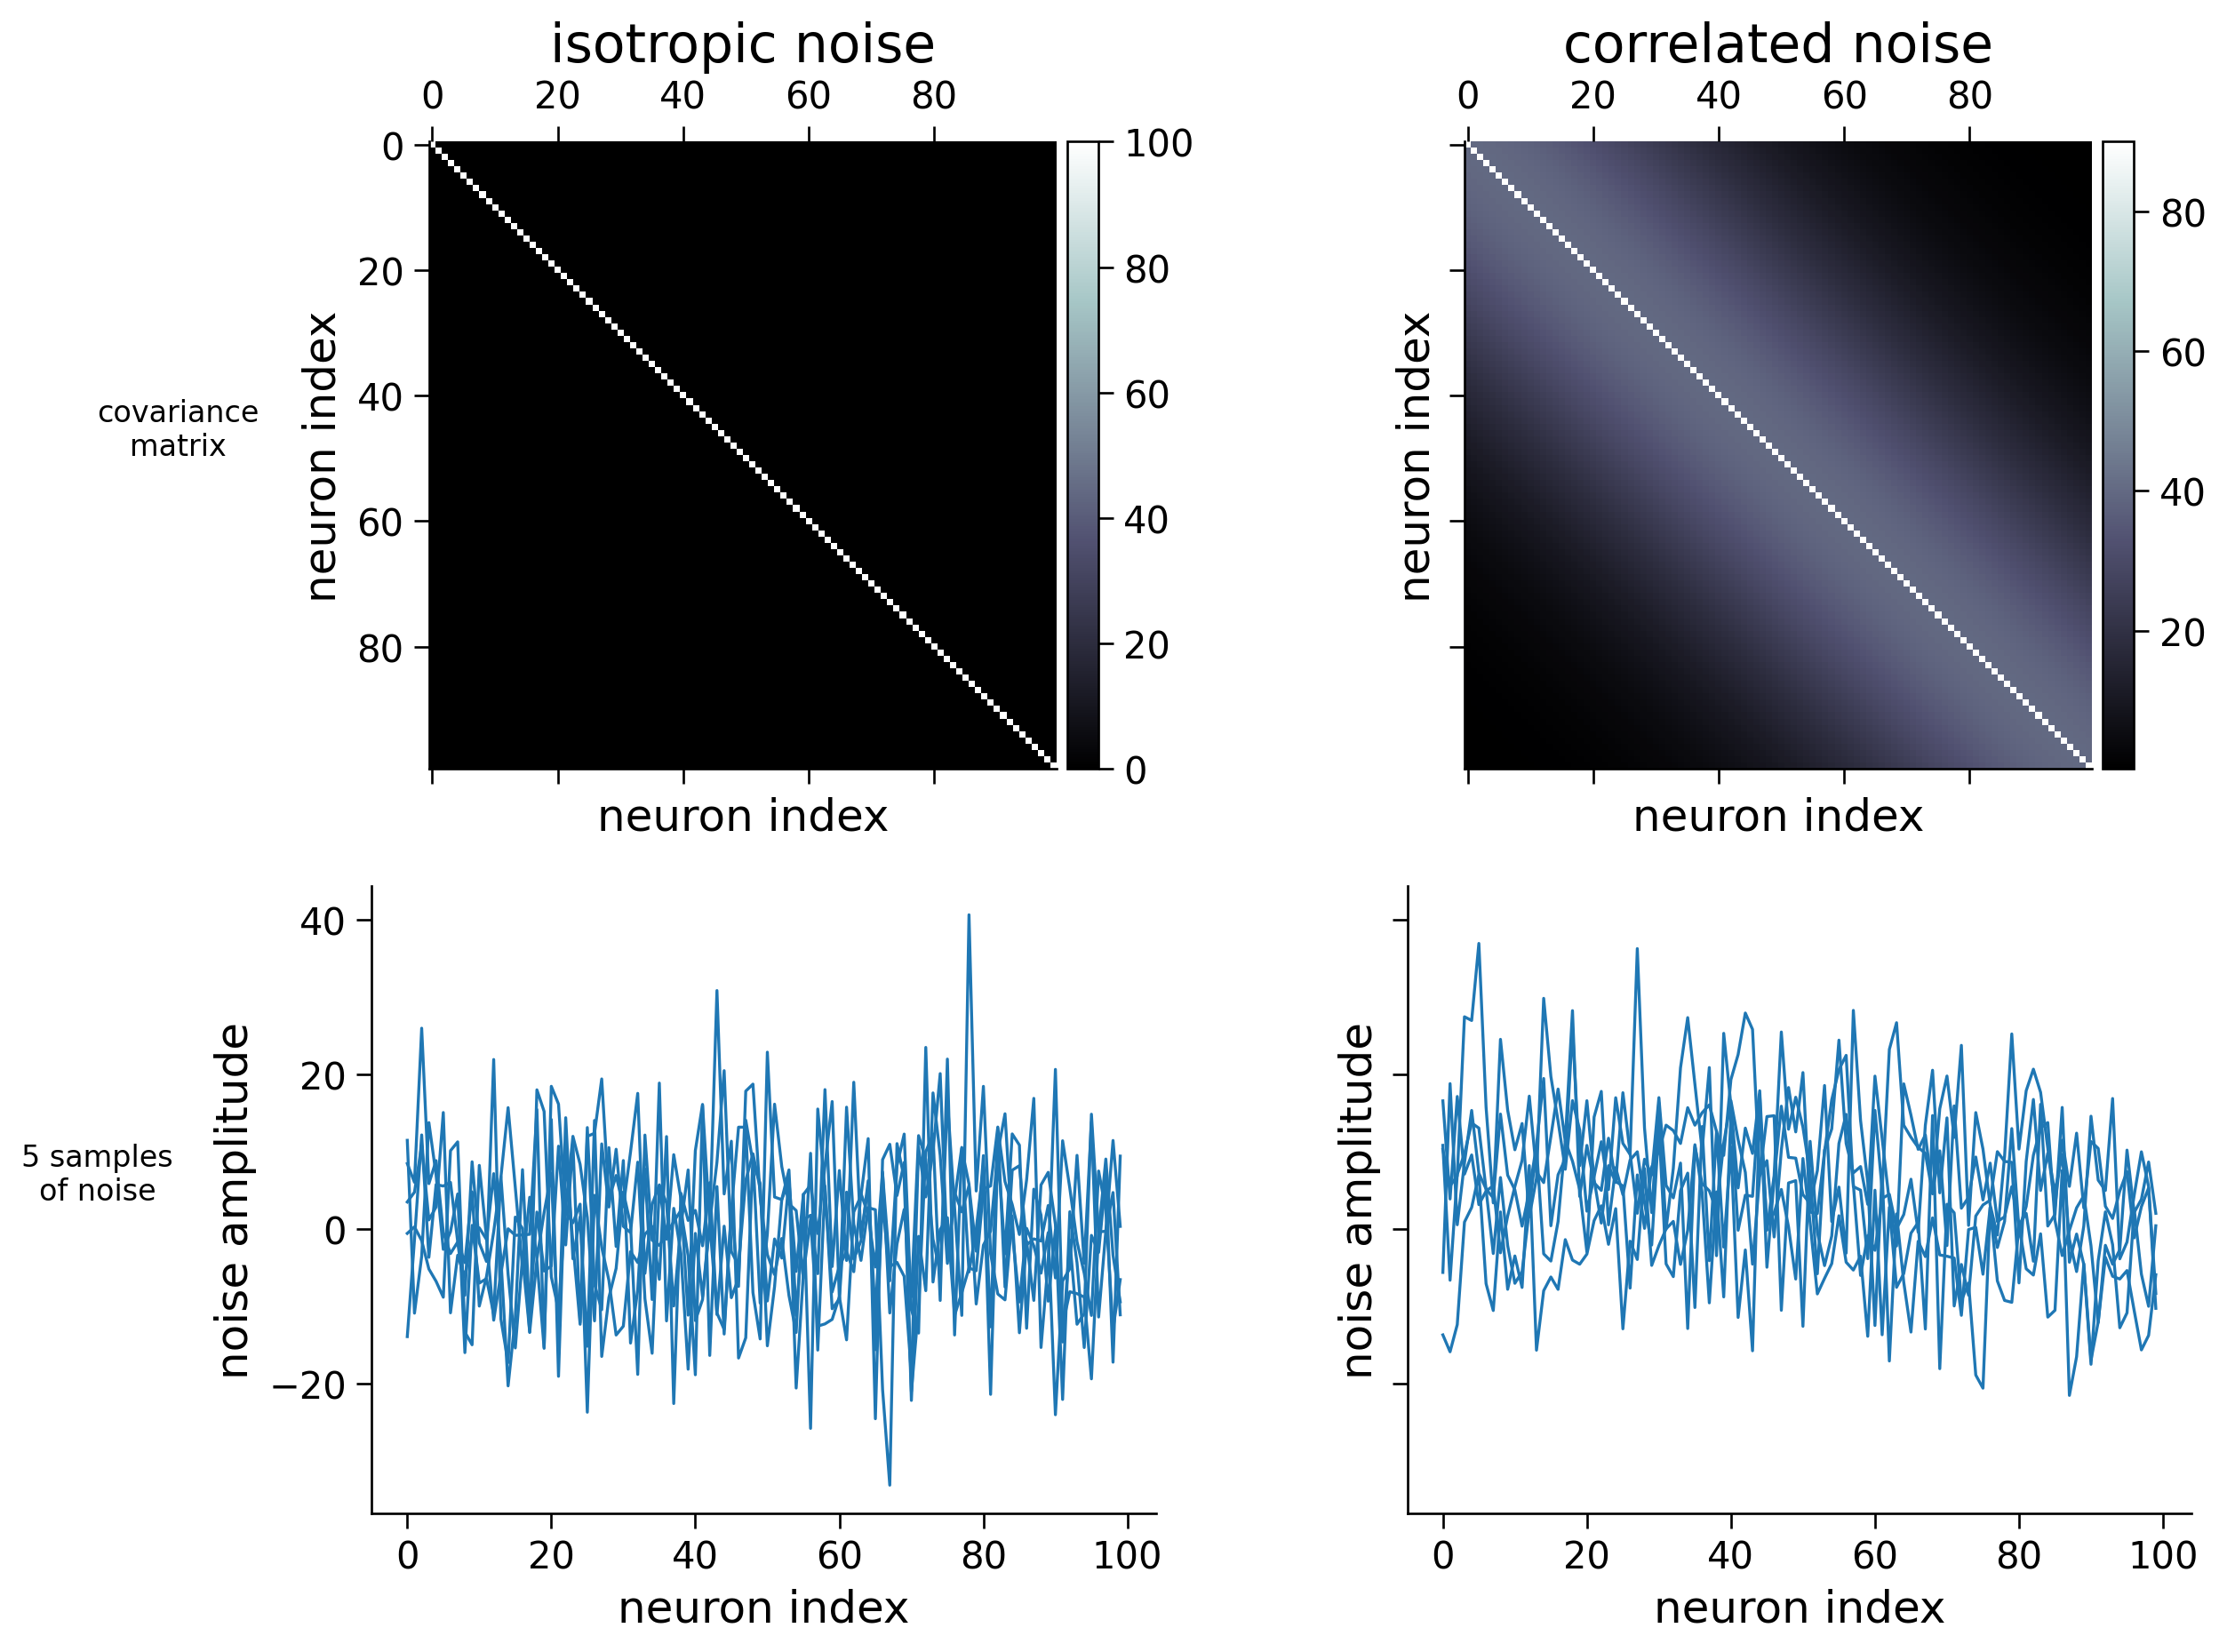 isotropic noise
correlated noise
0 20 40 60 80
0 20 40 60 80
0
20
40
60
80
neuron index
covariance
matrix
100
80
60
40
20
0
neuron index
80
60
40
20
neuron index
neuron index
5 samples
of noise
noise amplitude
40
20
0
−20
0 20 40 60 80 100
neuron index
noise amplitude
0 20 40 60 80 100
neuron index